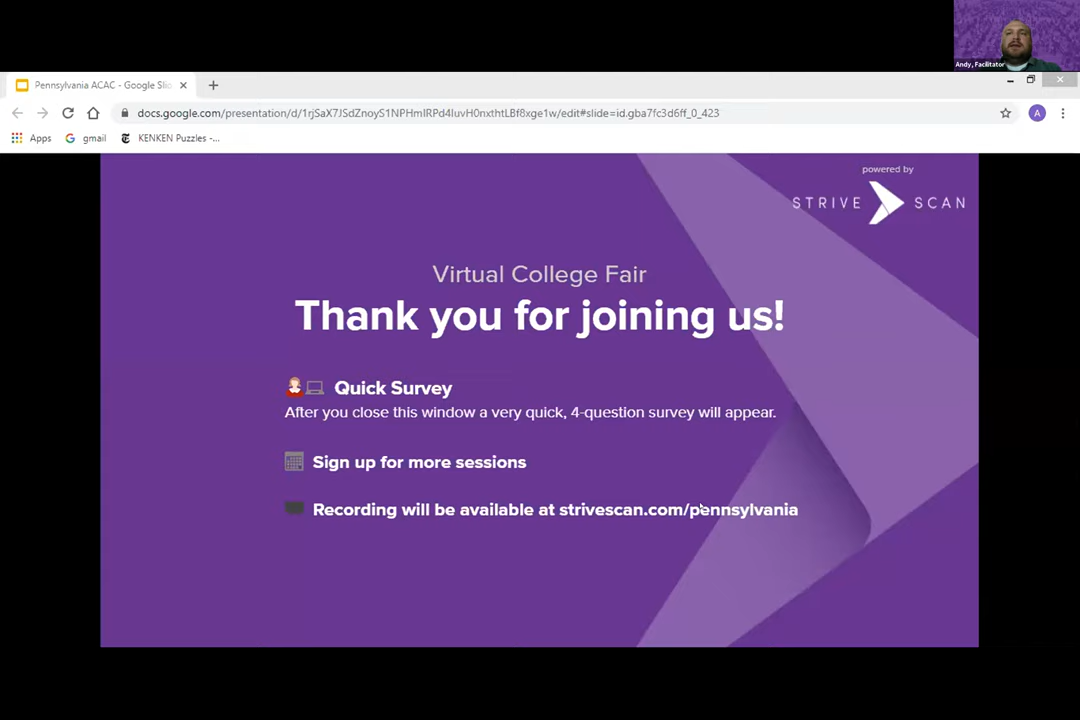 Andy, Facilitator
Pennsylvania ACAC - Google Slid
docs.google.com/presentation/d/1rjSaX7JSdZnoyS1NPHmIRPd4IuvH0nxthtLBf8xge1w/edit#slide=id.gba7fc3d6ff_0_423
A
Apps
gmail
KENKEN Puzzles -...
powered by
STRIVE SCAN
Virtual College Fair
Thank you for joining us!
Quick Survey
After you close this window a very quick, 4-question survey will appear.
Sign up for more sessions
Recording will be available at strivescan.com/pennsylvania